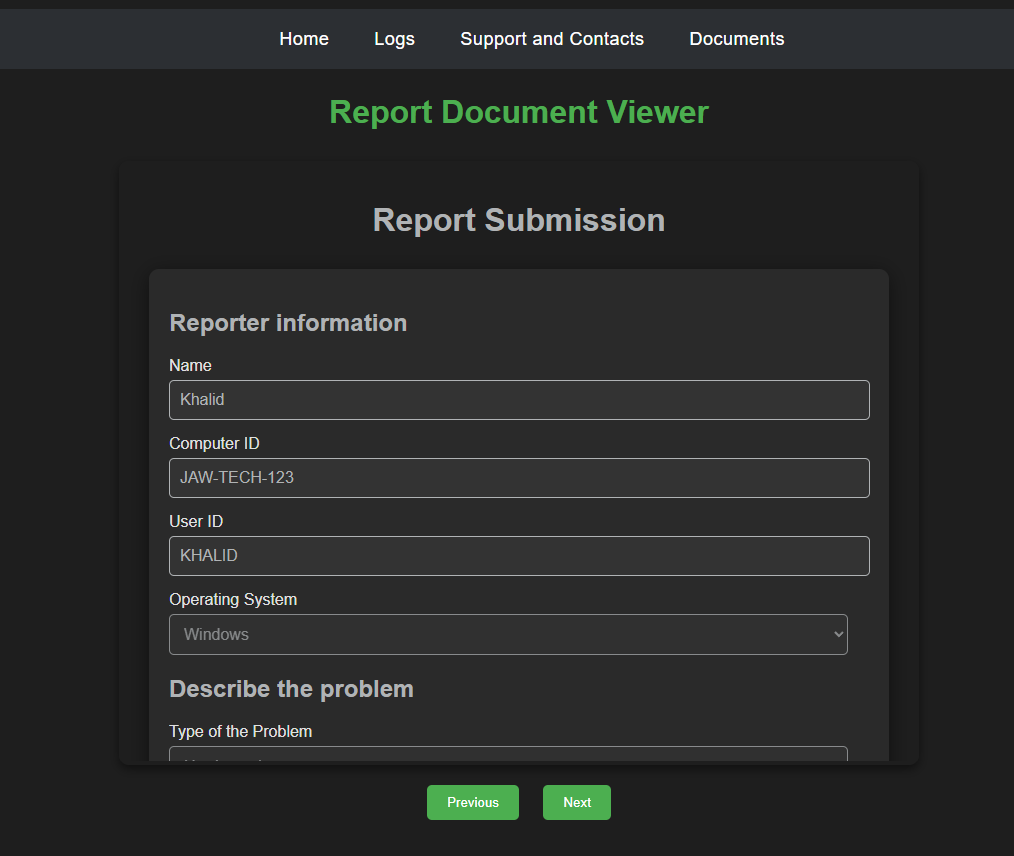 Home Logs Support and Contacts Documents
Report Document Viewer
Report Submission
Reporter information
Name
Khalid
Computer ID
JAW-TECH-123
User ID
KHALID
Operating System
Windows
Describe the problem
Type of the Problem
Previous Next